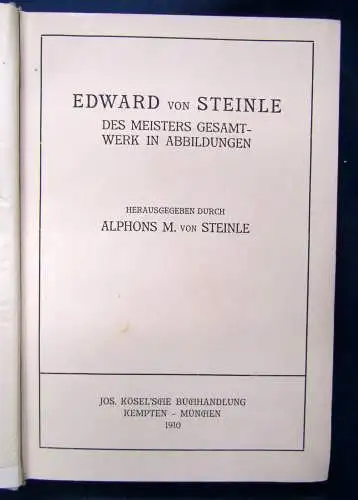 EDWARD VON STEINLE
DES MEISTERS GESAMT-
WERK IN ABBILDUNGEN
HERAUSGEGEBEN DURCH
ALPHONS M. VON STEINLE
JOS. KÖSEL'SCHE BUCHHANDLUNG
KEMPTEN – MÜNCHEN
1910